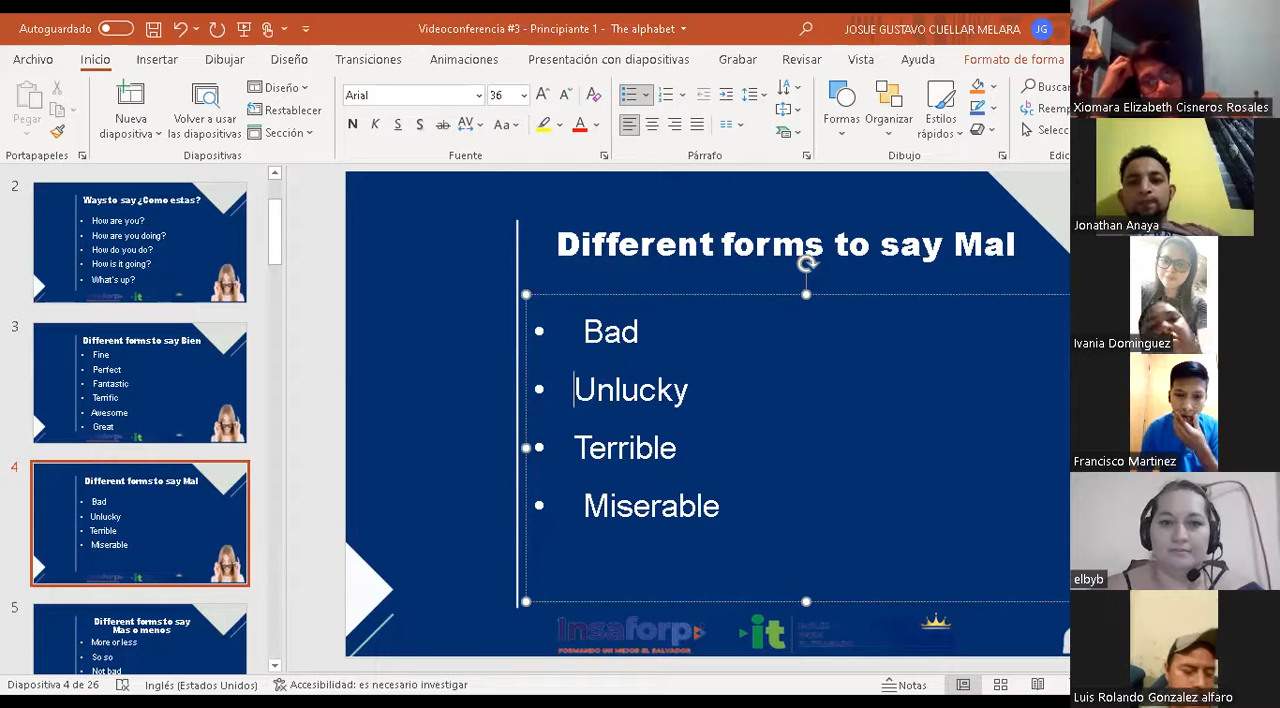 Autoguardado
Videoconferencia #3 - Principiante 1 - The alphabet
JOSUE GUSTAVO CUELLAR MELARA
JG
Archivo
Inicio
Insertar
Dibujar
Diseño
Transiciones
Animaciones
Presentación con diapositivas
Grabar
Revisar
Vista
Ayuda
Formato de forma
Pegar
Nueva
diapositiva
Volver a usar
las diapositivas
Diseño
Restablecer
Sección
Arial
36
N K S S ab AV Aa A
Formas
Organizar
Estilos
rápidos
Buscar
Portapapeles
Diapositivas
Fuente
Párrafo
Dibujo
2
Ways to say ¿Como estas?
• How are you?
• How are you doing?
• How do you do?
• How is it going?
• What's up?
3
Different forms to say Bien
• Fine
• Perfect
• Fantastic
• Terrific
• Awesome
• Great
4
Different forms to say Mal
• Bad
• Unlucky
• Terrible
• Miserable
5
Different forms to say
Mas o menos
• More or less
• So so
• Not bad
Different forms to say Mal
• Bad
• Unlucky
• Terrible
• Miserable
Insaforp
FORMANDO UN MEJOR EL SALVADOR
it
Diapositiva 4 de 26
Inglés (Estados Unidos)
Accesibilidad: es necesario investigar
Notas
Xiomara Elizabeth Cisneros Rosales
Jonathan Anaya
Ivania Dominguez
Francisco Martinez
elbyb
Luis Rolando Gonzalez alfaro